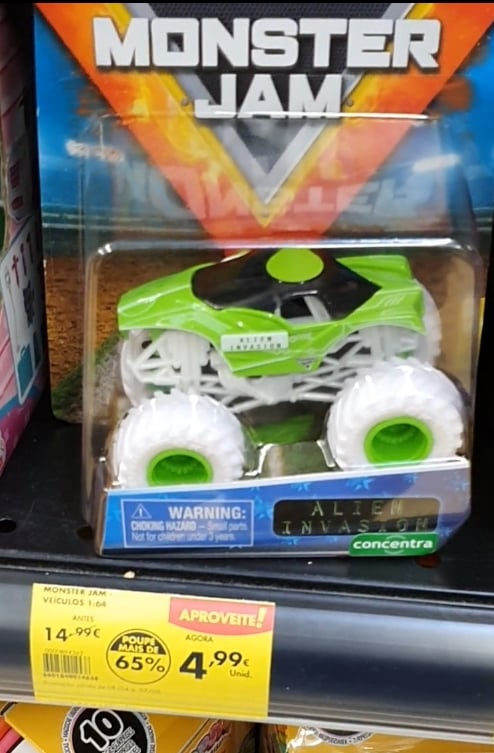 MONSTER
JAM
ALIEN
INVASION
WARNING:
CHOKING HAZARD – Small parts.
Not for children under 3 years.
ALIEN
INVASION
concentra
MONSTER JAM -
VEICULOS 1:64
APROVEITE!
ANTES
14,99€
POUPE
MAIS DE
65%
AGORA
4,99€
Unid.
10